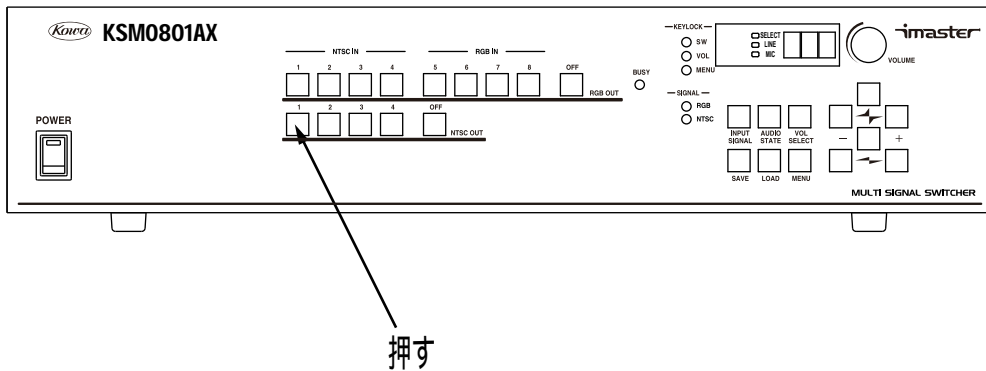 Kowa KSM0801AX
NTSC IN RGB IN
1 2 3 4 5 6 7 8 OFF
RGB OUT
1 2 3 4 OFF
NTSC OUT
BUSY
POWER
KEYLOCK
SW
VOL
MENU
SIGNAL
RGB
NTSC
SELECT
LINE
MIC
imaster
VOLUME
INPUT SIGNAL
AUDIO STATE
VOL SELECT
SAVE LOAD MENU
− +
MULTI SIGNAL SWITCHER
押す